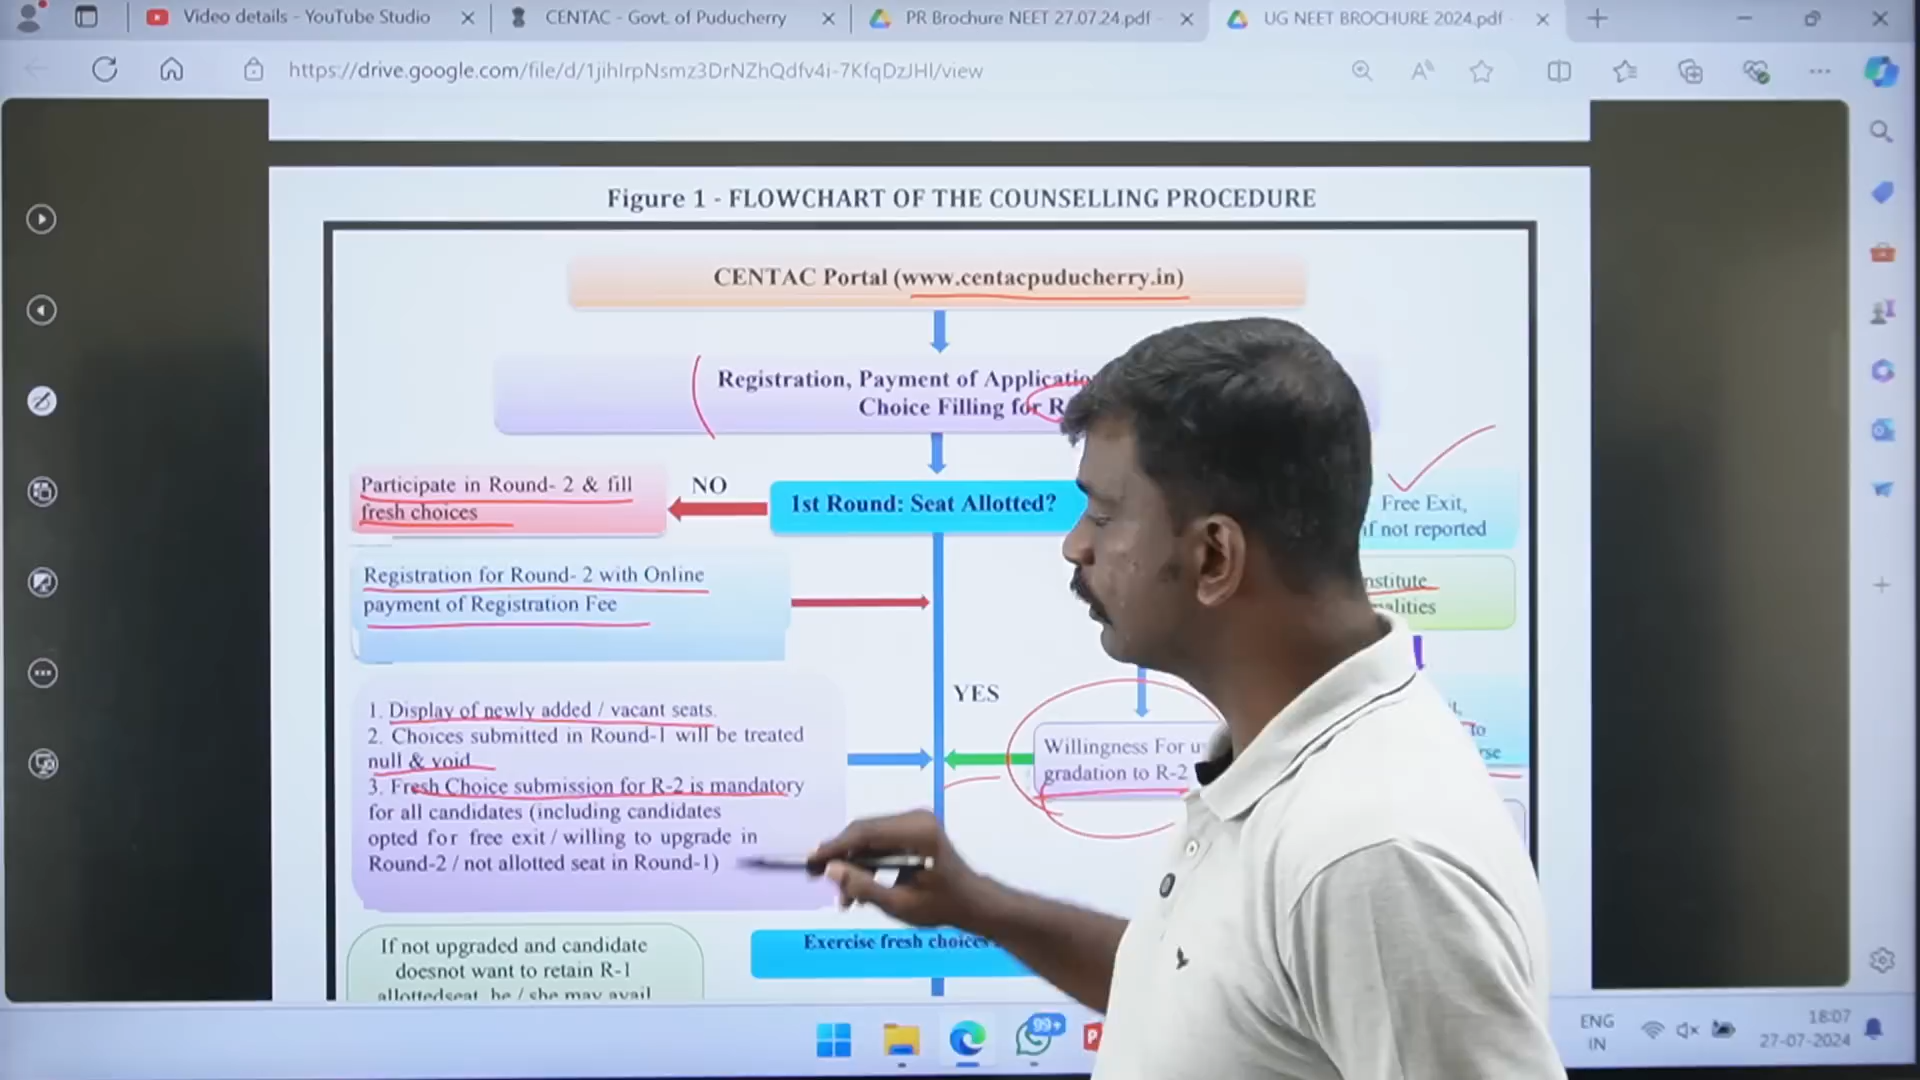 Video details - YouTube Studio
CENTAC - Govt. of Puducherry
PR Brochure NEET 27.07.24.pdf -
UG NEET BROCHURE 2024.pdf
https://drive.google.com/file/d/1jihIrpNsmz3DrNZhQdfv4i-7KfqDzJHI/view
Figure 1 - FLOWCHART OF THE COUNSELLING PROCEDURE
CENTAC Portal (www.centacpuducherry.in)
Registration, Payment of
Choice Filling for
Participate in Round- 2 & fill
fresh choices
NO
1st Round: Seat Allotted?
Free Exit,
if not reported
Registration for Round- 2 with Online
payment of Registration Fee
YES
1. Display of newly added / vacant seats.
2. Choices submitted in Round-1 will be treated
null & void
3. Fresh Choice submission for R-2 is mandatory
for all candidates (including candidates
opted for free exit / willing to upgrade in
Round-2 / not allotted seat in Round-1)
Willingness For
gradation to R-2
Exercise fresh choices
If not upgraded and candidate
doesnot want to retain R-1
allottedseat, he / she may avail
99+
ENG
IN
18:07
27-07-2024